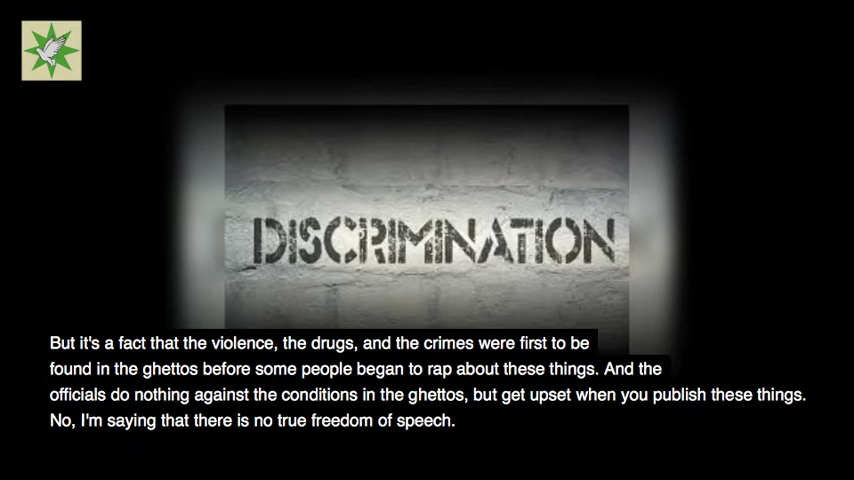 DISCRIMINATION
But it's a fact that the violence, the drugs, and the crimes were first to be
found in the ghettos before some people began to rap about these things. And the
officials do nothing against the conditions in the ghettos, but get upset when you publish these things.
No, I'm saying that there is no true freedom of speech.